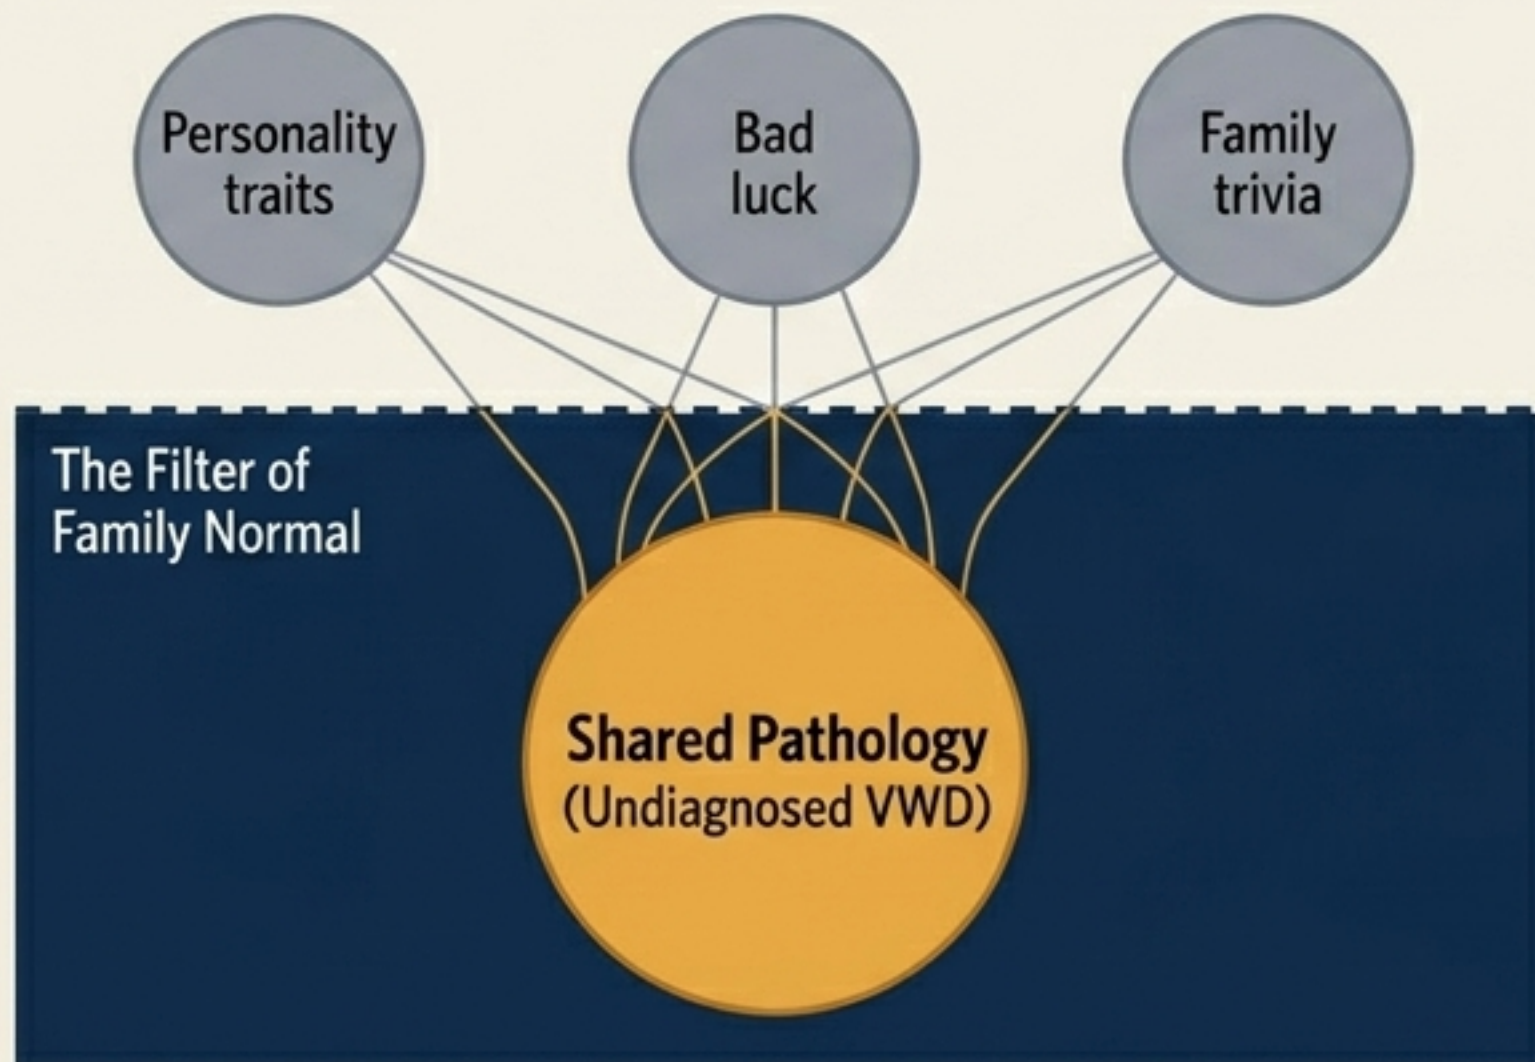 Personality
traits
Bad
luck
Family
trivia
The Filter of
Family Normal
Shared Pathology
(Undiagnosed VWD)